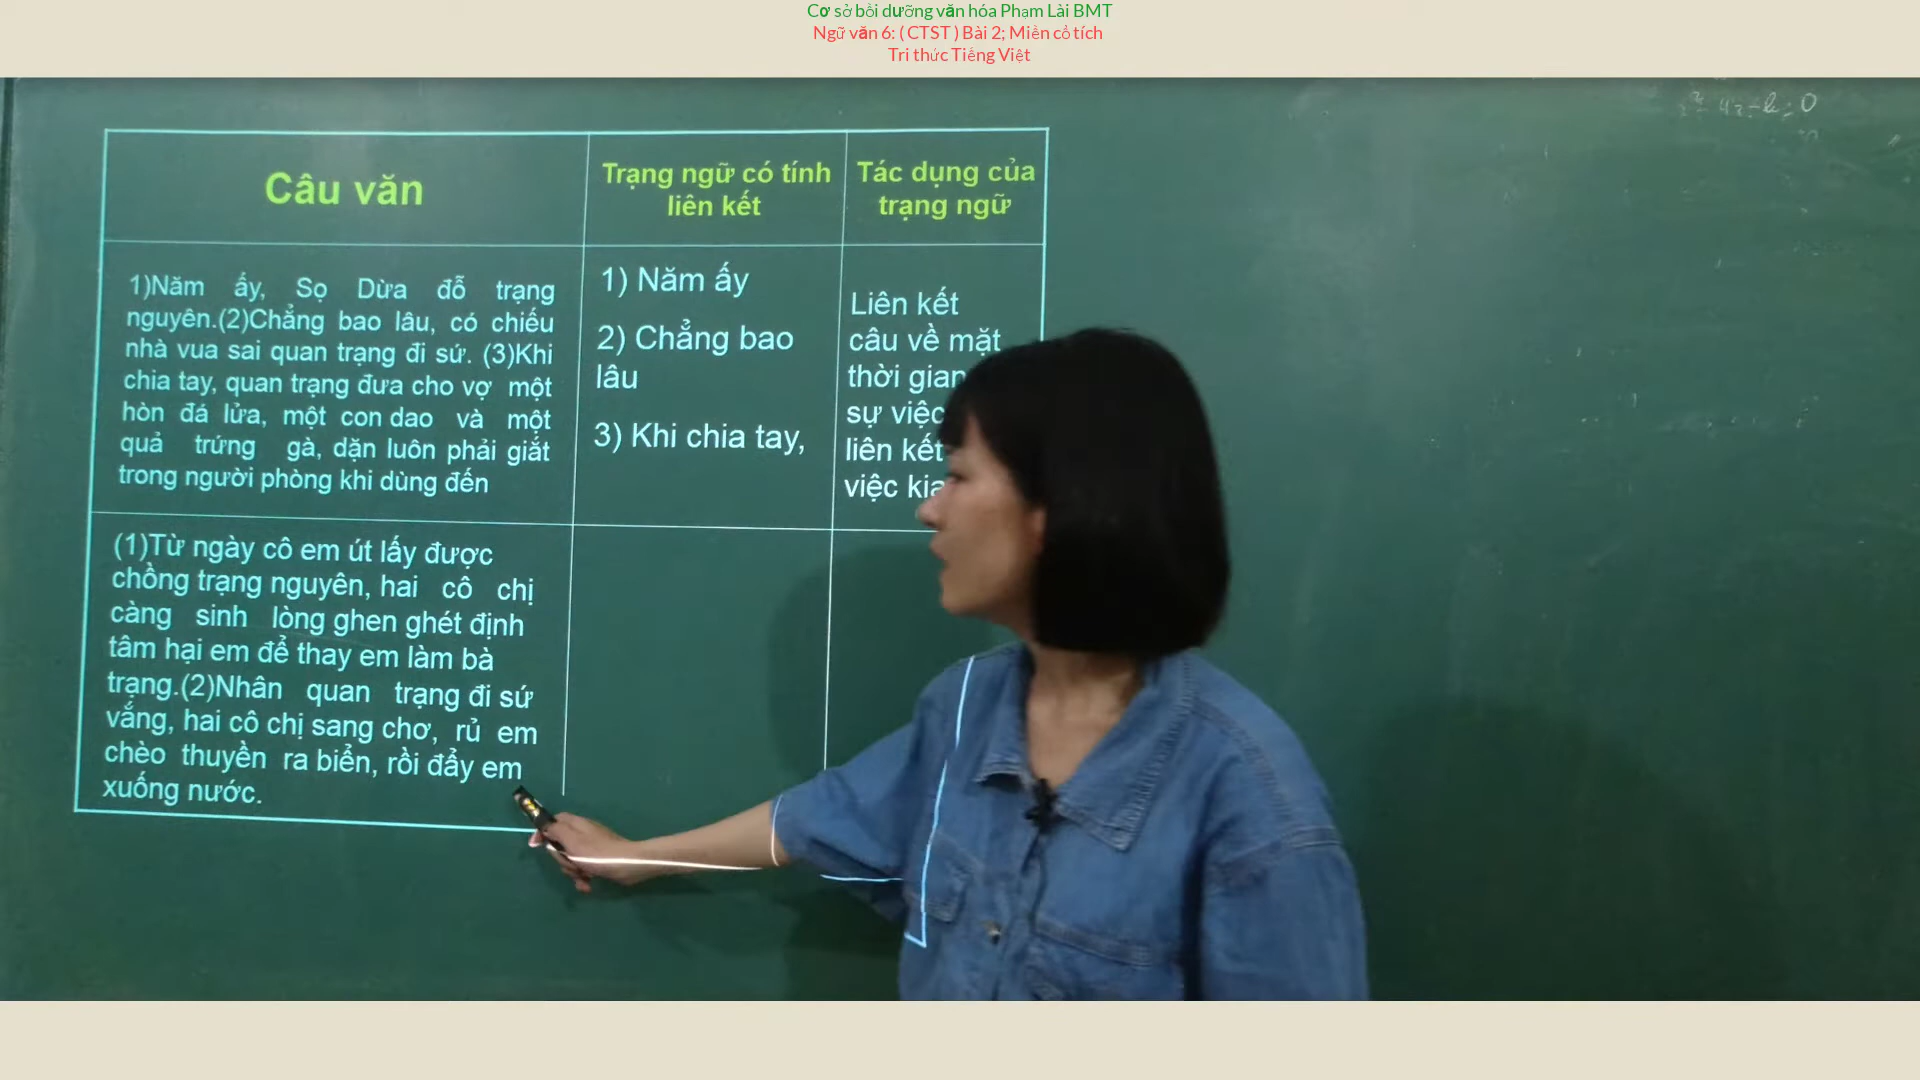 Cơ sở bồi dưỡng văn hóa Phạm Lài BMT
Ngữ văn 6: ( CTST ) Bài 2; Miền cổ tích
Tri thức Tiếng Việt
Câu văn
Trạng ngữ có tính
liên kết
Tác dụng của
trạng ngữ
1)Năm ấy, Sọ Dừa đỗ trạng
nguyên.(2)Chẳng bao lâu, có chiếu
nhà vua sai quan trạng đi sứ. (3)Khi
chia tay, quan trạng đưa cho vợ một
hòn đá lửa, một con dao và một
quả trứng gà, dặn luôn phải giắt
trong người phòng khi dùng đến
1) Năm ấy
2) Chẳng bao
lâu
3) Khi chia tay,
Liên kết
câu về mặt
thời gian
sự việc
liên kết
việc kia
(1)Từ ngày cô em út lấy được
chồng trạng nguyên, hai cô chị
càng sinh lòng ghen ghét định
tâm hại em để thay em làm bà
trạng.(2)Nhân quan trạng đi sứ
vắng, hai cô chị sang chơ, rủ em
chèo thuyền ra biển, rồi đẩy em
xuống nước.